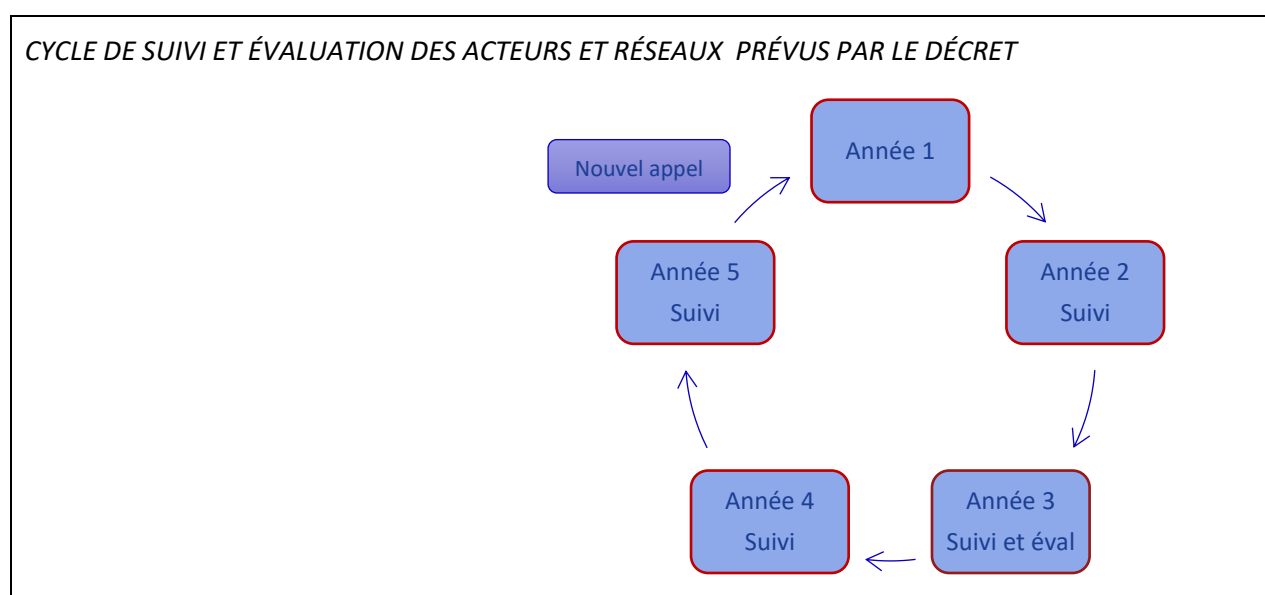 CYCLE DE SUIVI ET ÉVALUATION DES ACTEURS ET RÉSEAUX PRÉVUS PAR LE DÉCRET
Année 1
Nouvel appel
Année 2
Suivi
Année 3
Suivi et éval
Année 4
Suivi
Année 5
Suivi